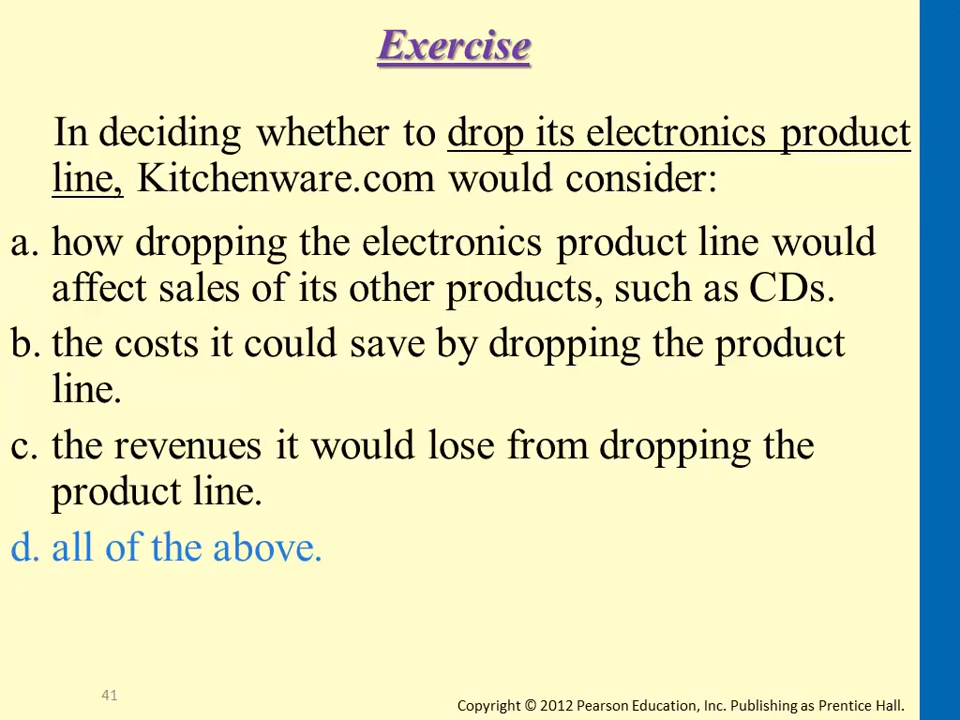 Exercise
In deciding whether to drop its electronics product
line, Kitchenware.com would consider:
a. how dropping the electronics product line would
affect sales of its other products, such as CDs.
b. the costs it could save by dropping the product
line.
c. the revenues it would lose from dropping the
product line.
d. all of the above.
41
Copyright © 2012 Pearson Education, Inc. Publishing as Prentice Hall.